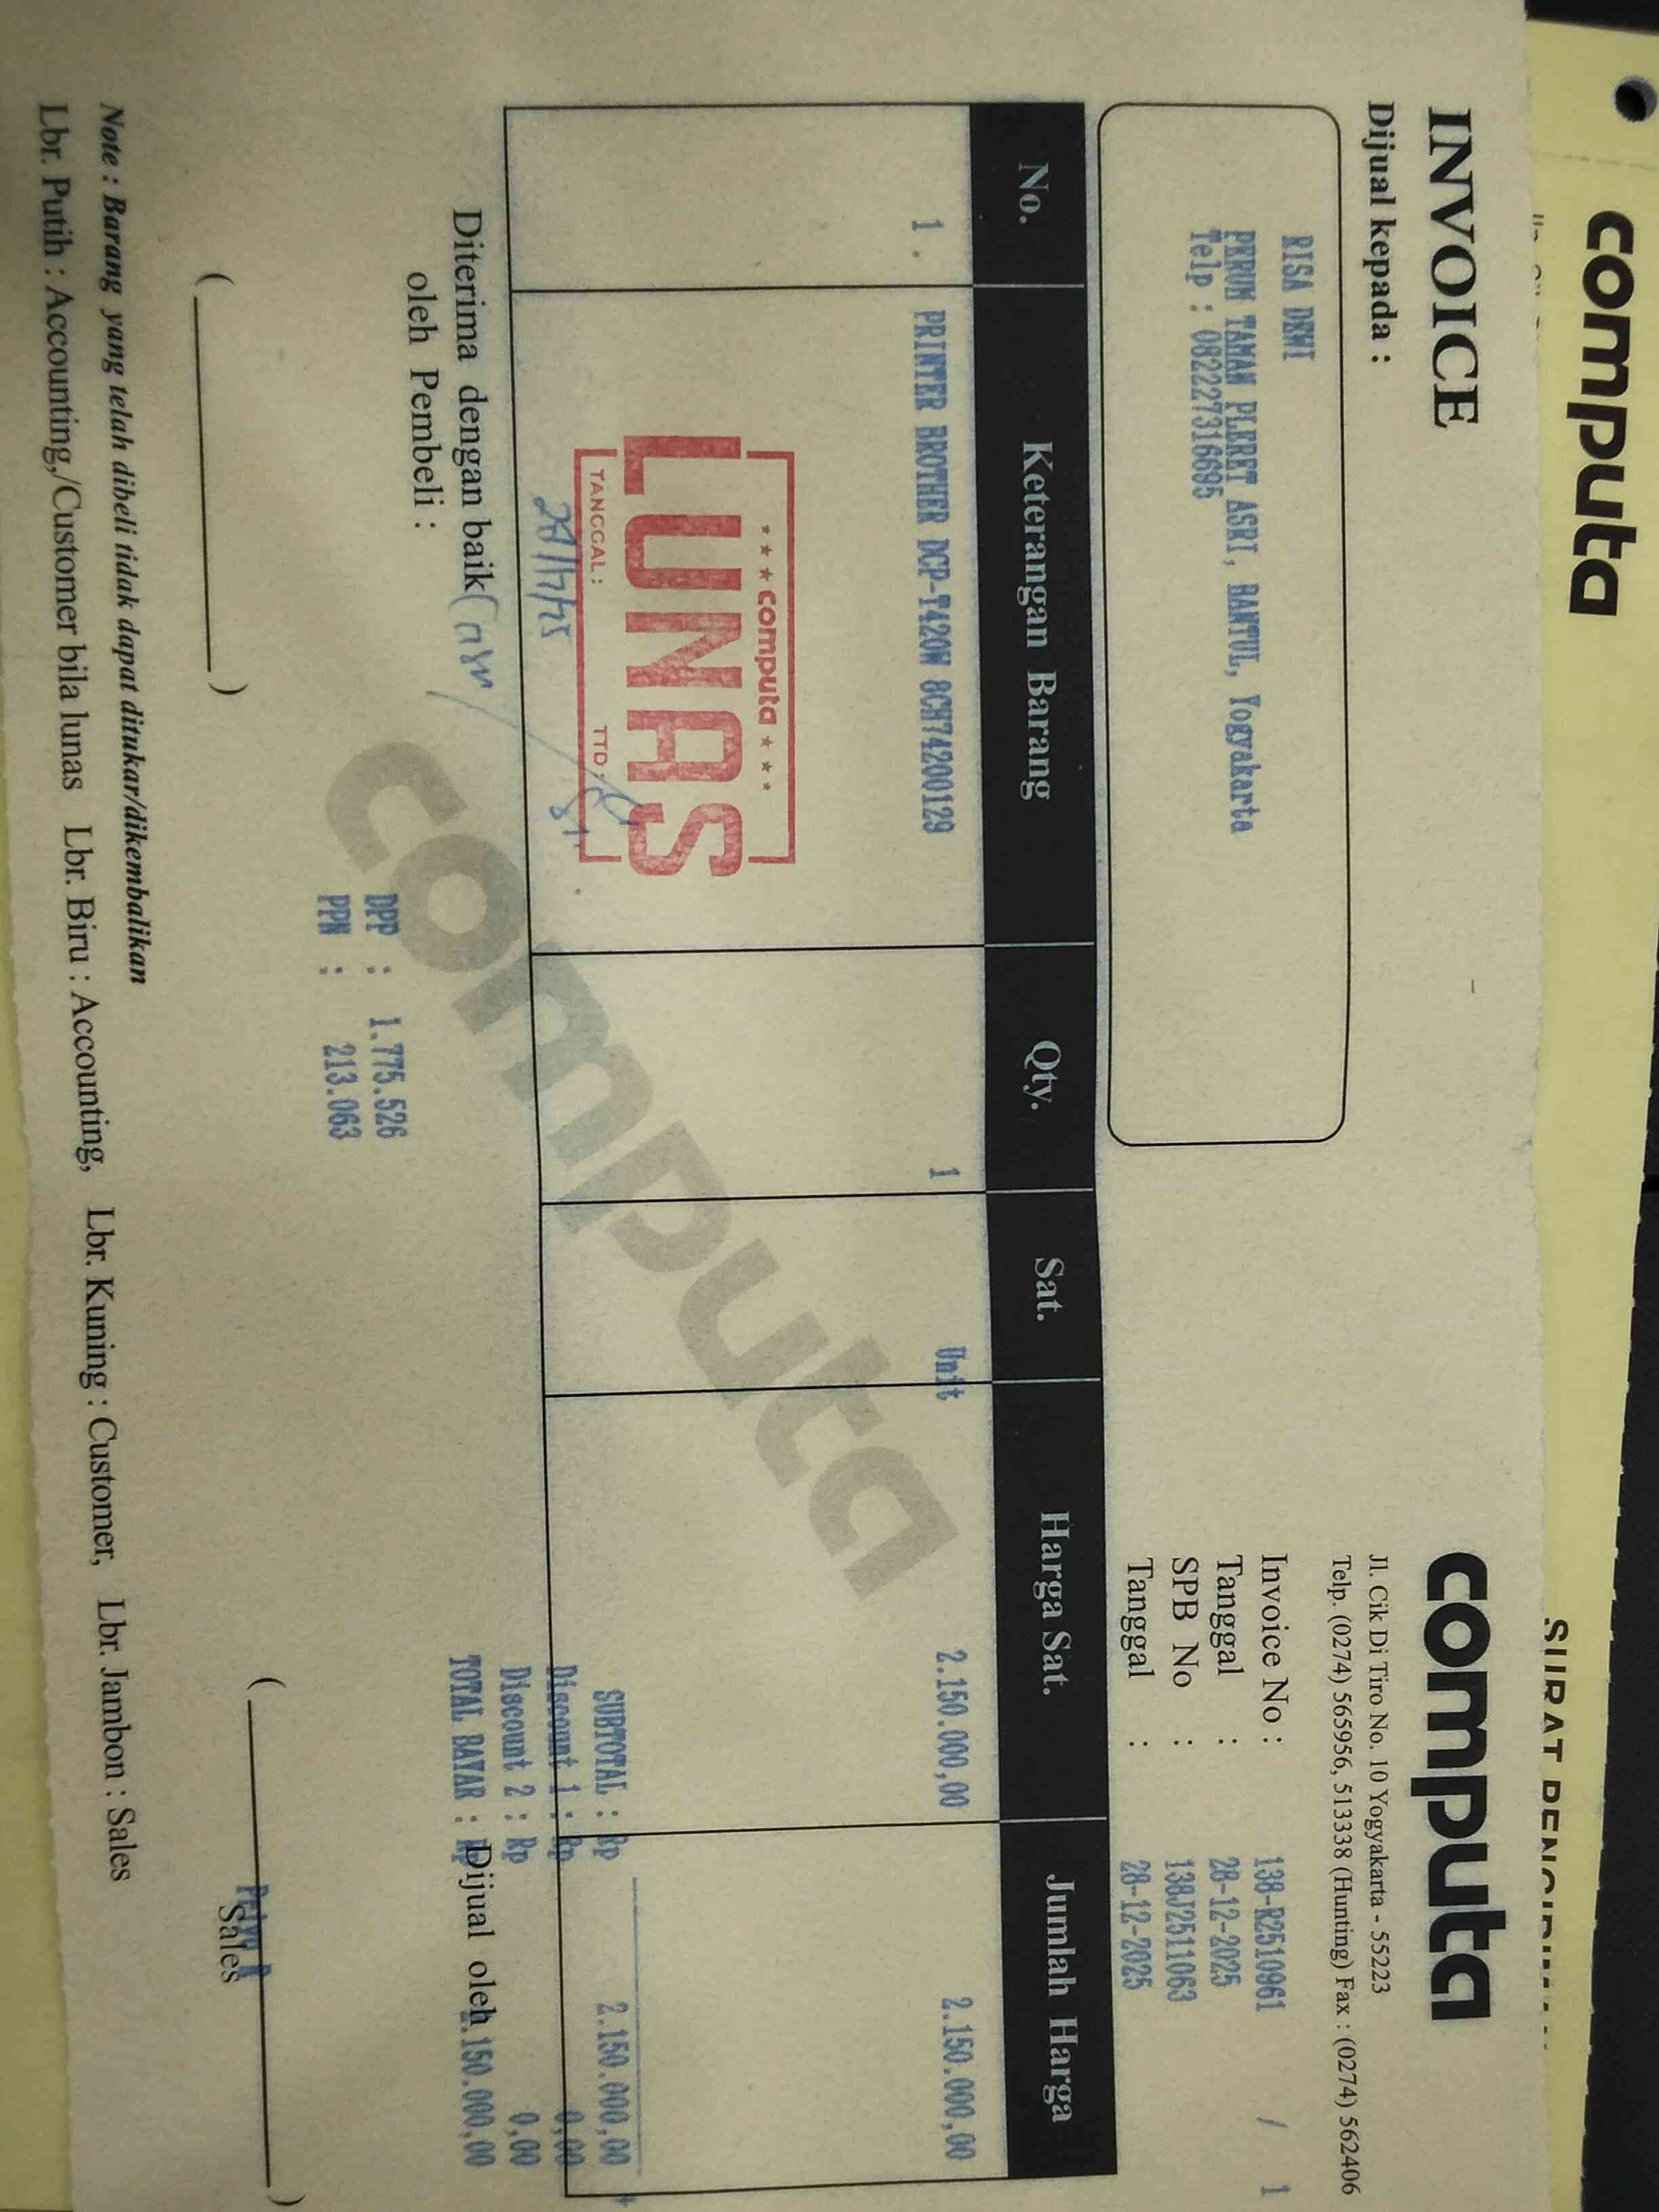 computa
SURAT PENGIRIMAN
INVOICE
computa
Dijual kepada :
Jl. Cik Di Tiro No. 10 Yogyakarta - 55223
Telp. (0274) 565956, 513338 (Hunting) Fax : (0274) 562406
RISA DEWI
PERUM TAMAN PLERET ASRI, BANTUL, Yogyakarta
Telp : 082227316695
Invoice No : 138-R2510961 / 1
Tanggal : 28-12-2025
SPB No : 138J2511063
Tanggal : 28-12-2025
No. Keterangan Barang Qty. Sat. Harga Sat. Jumlah Harga
1. PRINTER BROTHER DCP-T420W 8CH74200129 1 Unit 2.150.000,00 2.150.000,00
computa
LUNAS
TANGGAL : TTD :
computa
SUBTOTAL : Rp 2.150.000,00
Discount 1 : Rp 0,00
Discount 2 : Rp 0,00
TOTAL BAYAR : Rp 2.150.000,00
Diterima dengan baik
oleh Pembeli :
Dijual oleh
DPP : 1.775.526
PPN : 213.063
( )
( )
Sales
Note : Barang yang telah dibeli tidak dapat ditukar/dikembalikan
Lbr. Putih : Accounting,/Customer bila lunas Lbr. Biru : Accounting, Lbr. Kuning : Customer, Lbr. Jambon : Sales